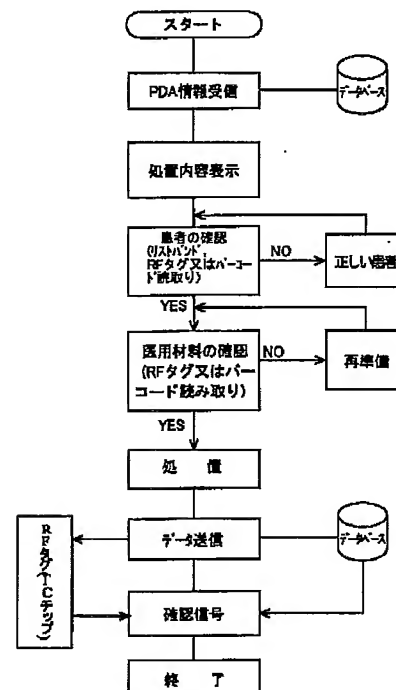 スタート
PDA情報受信
データベース
処置内容表示
患者の確認
(リストバンド,
RFタグ又はバーコー
ド読取り)
NO
正しい患者
YES
医用材料の確認
(RFタグ又はバー
コード読み取り)
NO
再準備
YES
処 置
RFタグ(ICチップ)
データ送信
データベース
確認信号
終 了